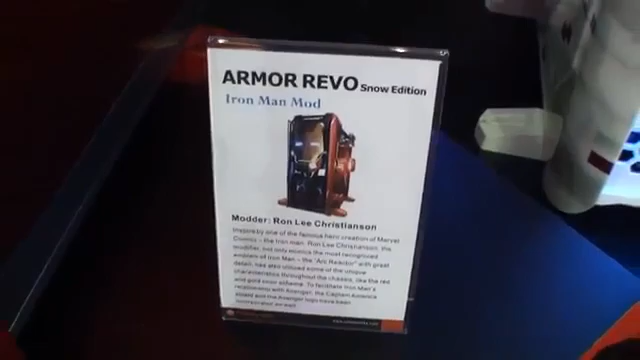 ARMOR REVO Snow Edition
Iron Man Mod
Modder: Ron Lee Christianson
Inspire by one of the famous hero creation of Marvel
Comics – the Iron man. Ron Lee Christianson, the
modder, not only mimics the most recognized
emblem of Iron Man – the "Arc Reactor" with great
detail, has also utilized some of the unique
characteristics throughout the chassis, like the red
and gold color scheme. To facilitate Iron Man's
with Avenger, the Captain America
shield and the Avenger logo have been
as well.